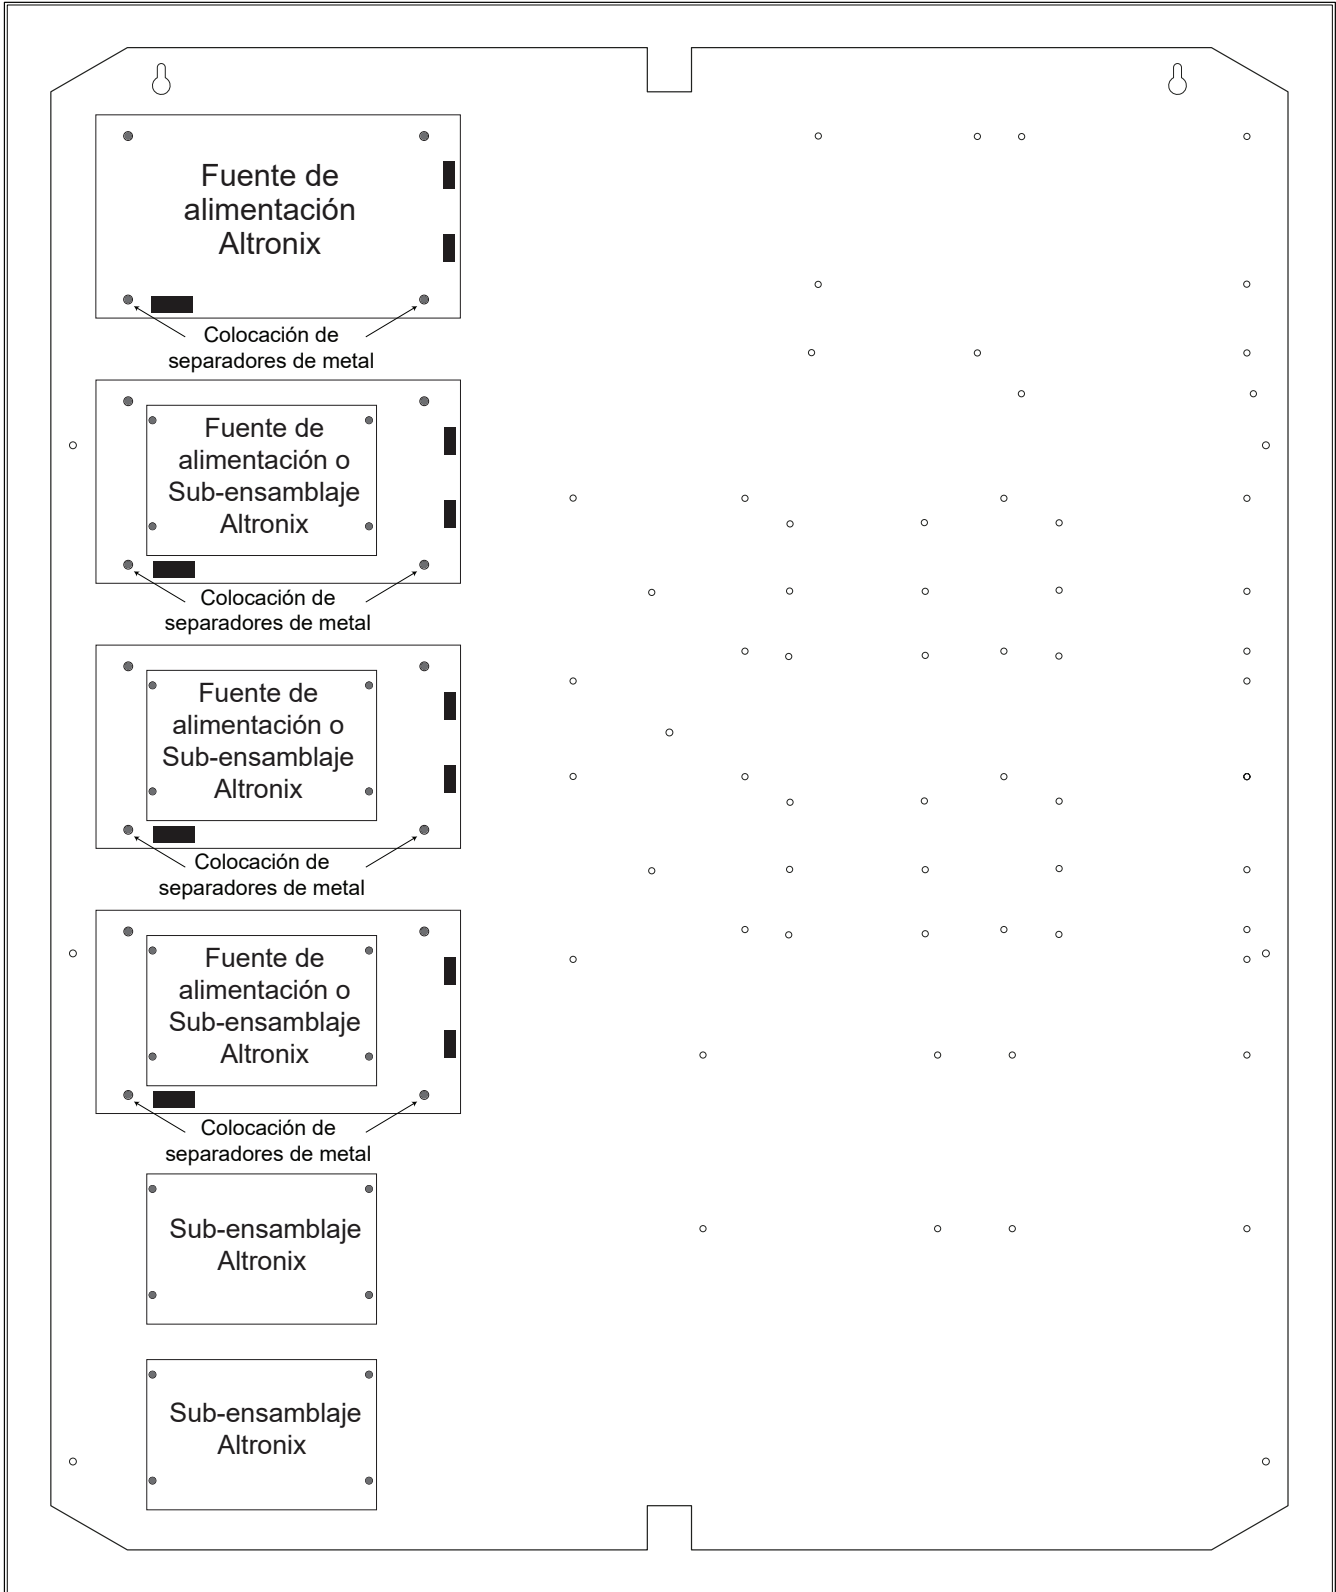 Fuente de
alimentación
Altronix
Colocación de
separadores de metal
Fuente de
alimentación o
Sub-ensamblaje
Altronix
Colocación de
separadores de metal
Fuente de
alimentación o
Sub-ensamblaje
Altronix
Colocación de
separadores de metal
Fuente de
alimentación o
Sub-ensamblaje
Altronix
Colocación de
separadores de metal
Sub-ensamblaje
Altronix
Sub-ensamblaje
Altronix